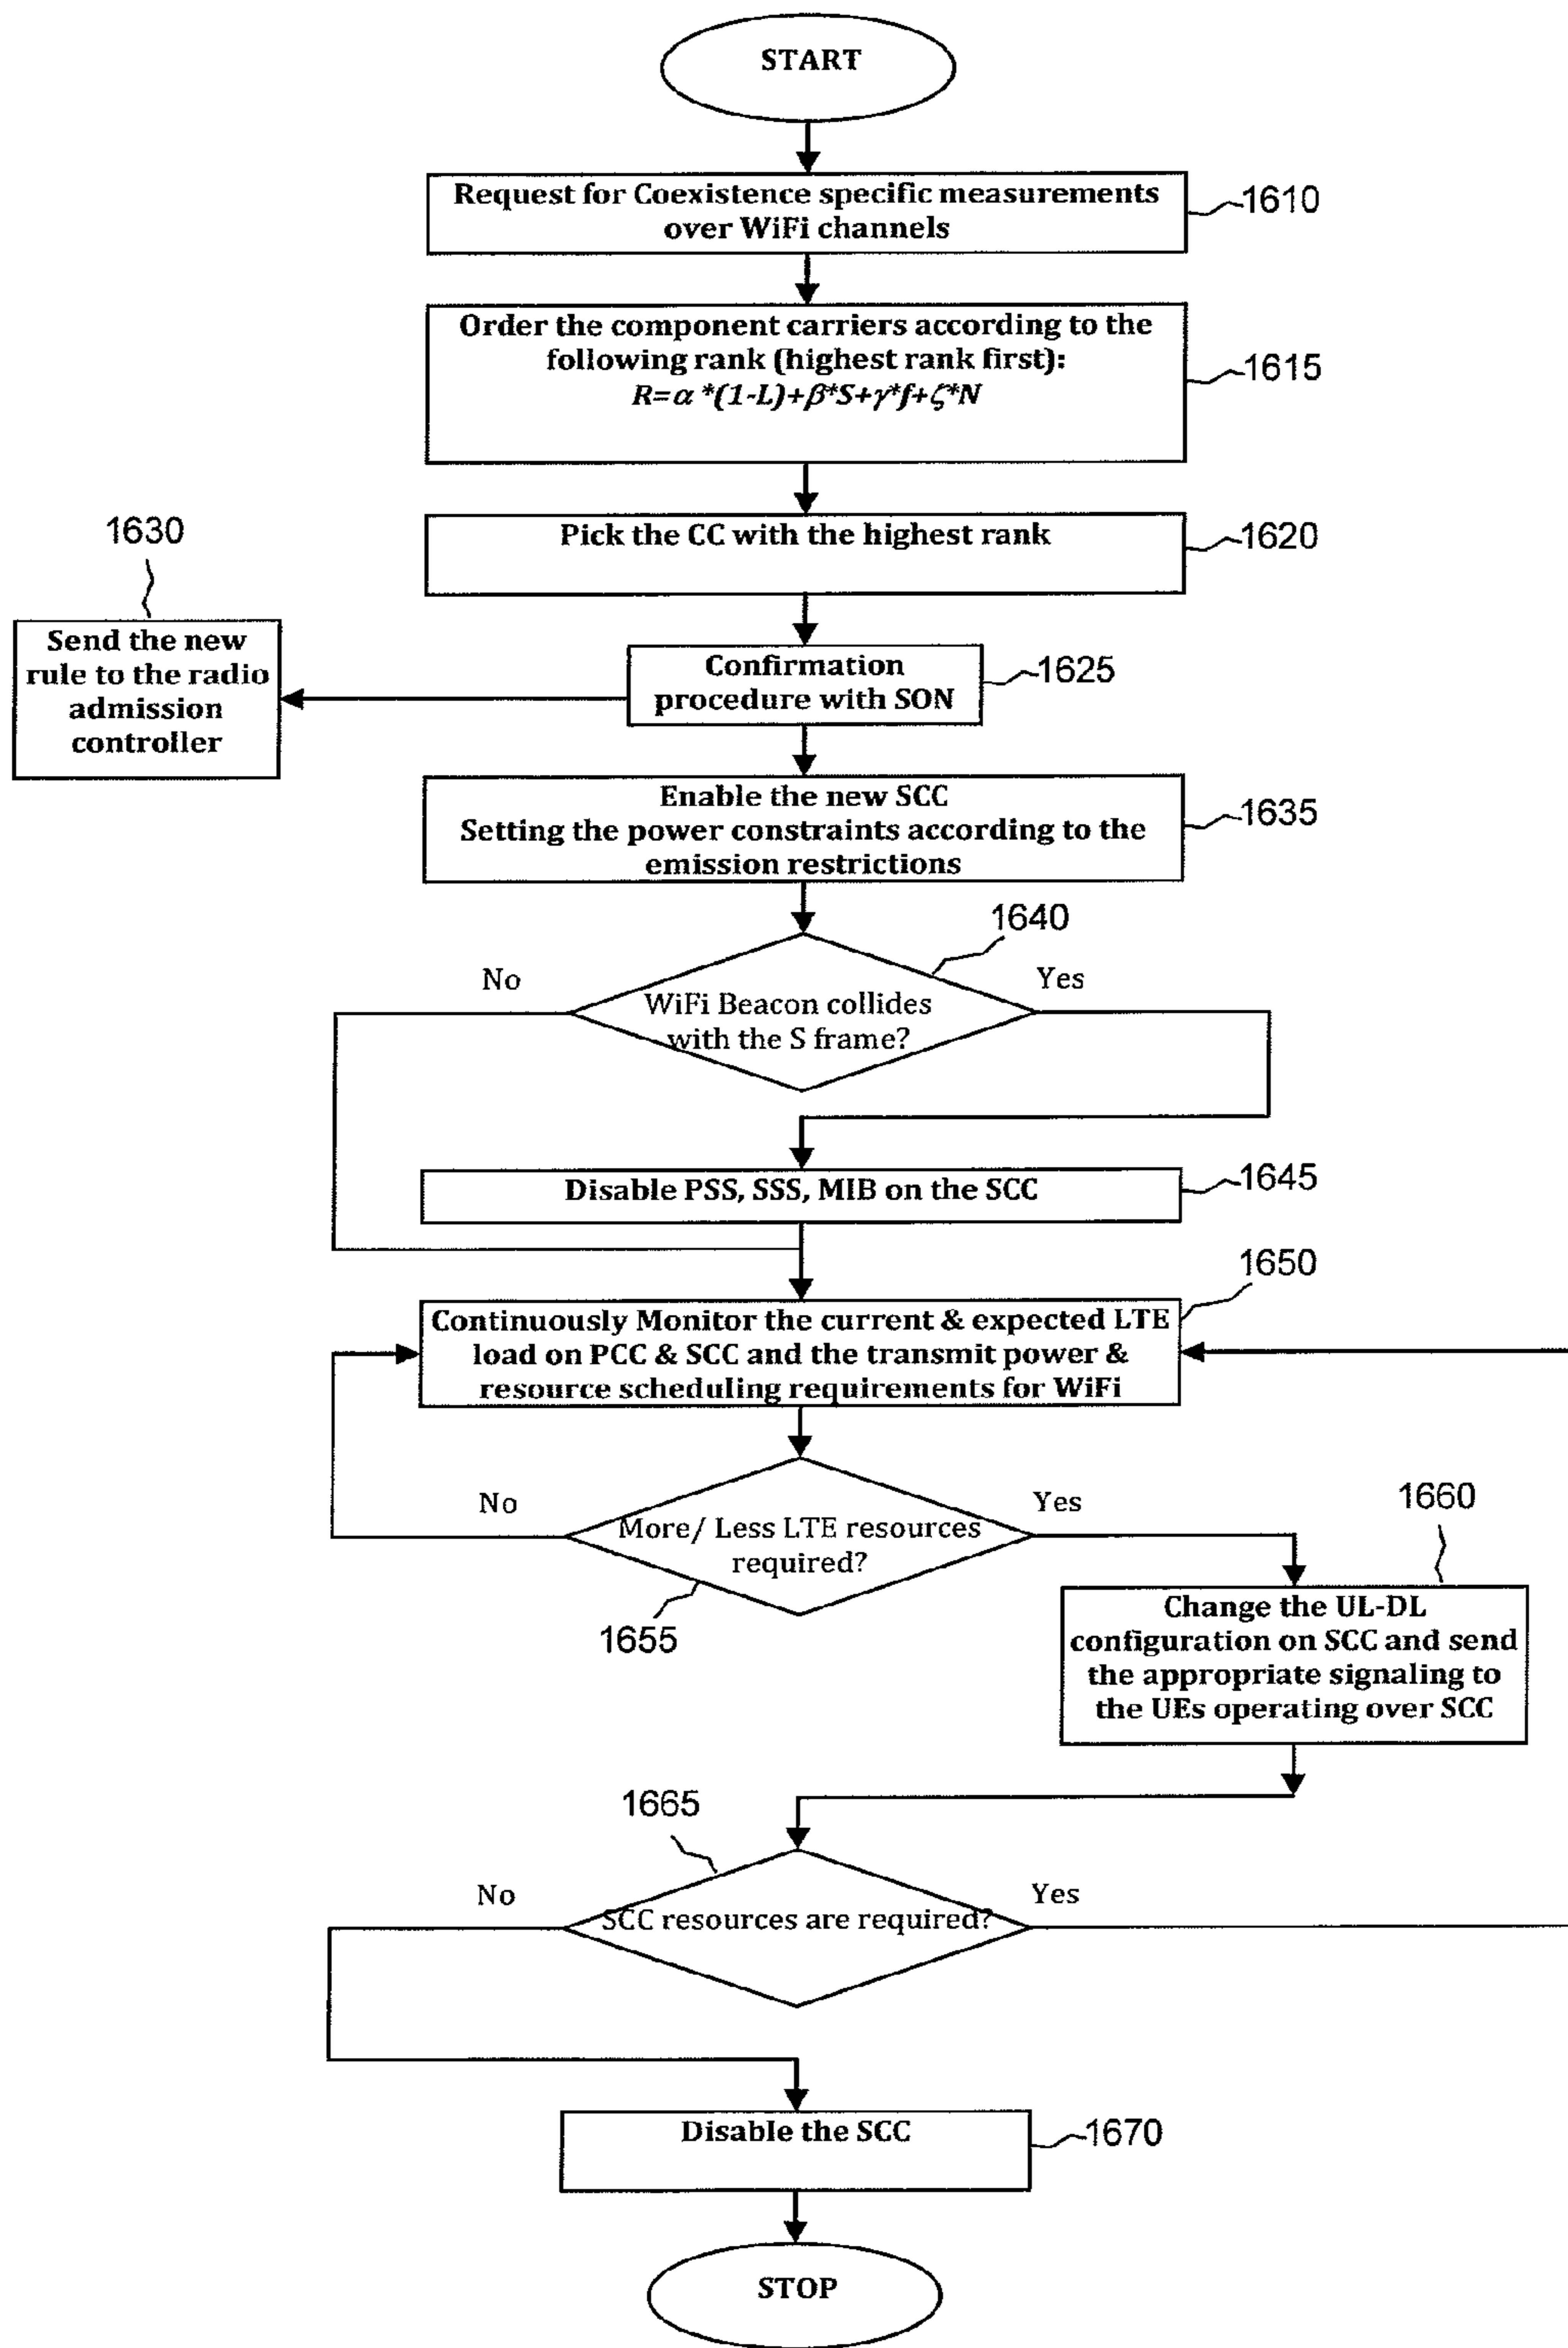 START
Request for Coexistence specific measurements
over WiFi channels
1610
Order the component carriers according to the
following rank (highest rank first):
R=α *(1-L)+β*S+γ*f+ζ*N
1615
Pick the CC with the highest rank
1620
1630
Send the new
rule to the radio
admission
controller
Confirmation
procedure with SON
1625
Enable the new SCC
Setting the power constraints according to the
emission restrictions
1635
1640
No
Yes
WiFi Beacon collides
with the S frame?
Disable PSS, SSS, MIB on the SCC
1645
1650
Continuously Monitor the current & expected LTE
load on PCC & SCC and the transmit power &
resource scheduling requirements for WiFi
No
Yes
More/ Less LTE resources
required?
1655
1660
Change the UL-DL
configuration on SCC and send
the appropriate signaling to
the UEs operating over SCC
1665
No
Yes
SCC resources are required?
Disable the SCC
1670
STOP